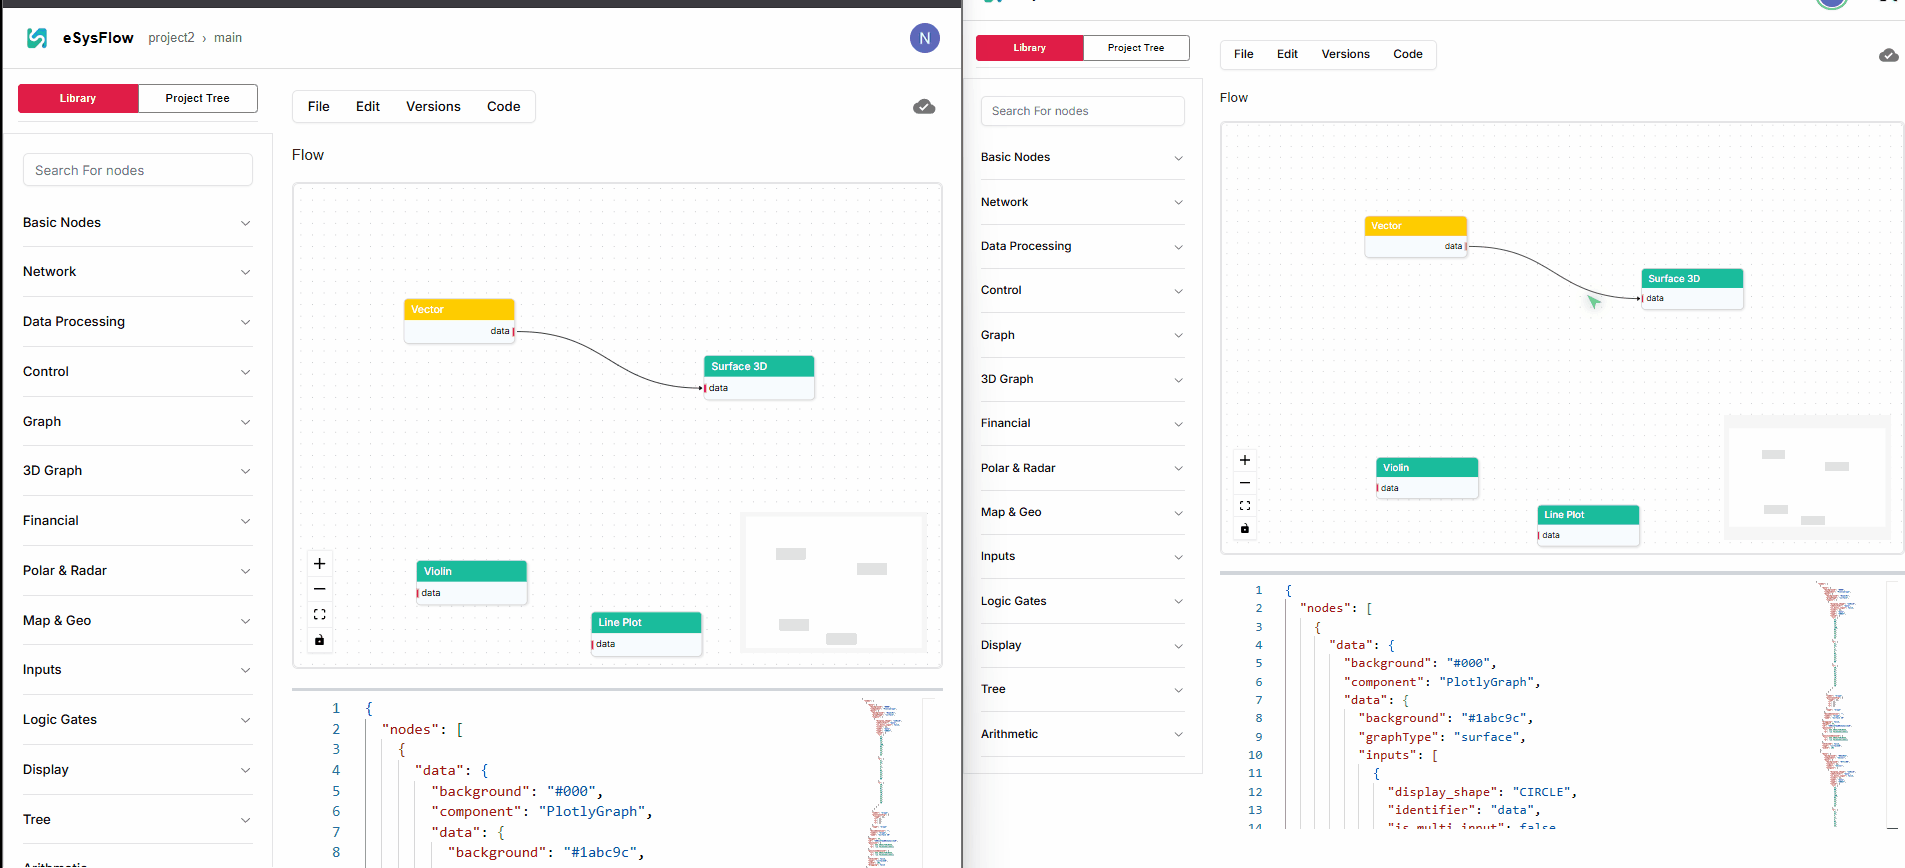 eSysFlow project2 › main
N
Library Project Tree
File Edit Versions Code
Search For nodes
Flow
Basic Nodes
Network
Data Processing
Control
Graph
3D Graph
Financial
Polar & Radar
Map & Geo
Inputs
Logic Gates
Display
Tree
Vector
data
Surface 3D
data
Violin
data
Line Plot
data
1 {
2 "nodes": [
3 {
4 "data": {
5 "background": "#000",
6 "component": "PlotlyGraph",
7 "data": {
8 "background": "#1abc9c",
Library Project Tree
File Edit Versions Code
Search For nodes
Flow
Basic Nodes
Network
Data Processing
Control
Graph
3D Graph
Financial
Polar & Radar
Map & Geo
Inputs
Logic Gates
Display
Tree
Arithmetic
Vector
data
Surface 3D
data
Violin
data
Line Plot
data
1 {
2 "nodes": [
3 {
4 "data": {
5 "background": "#000",
6 "component": "PlotlyGraph",
7 "data": {
8 "background": "#1abc9c",
9 "graphType": "surface",
10 "inputs": [
11 {
12 "display_shape": "CIRCLE",
13 "identifier": "data",
14 "is_multi_input": false